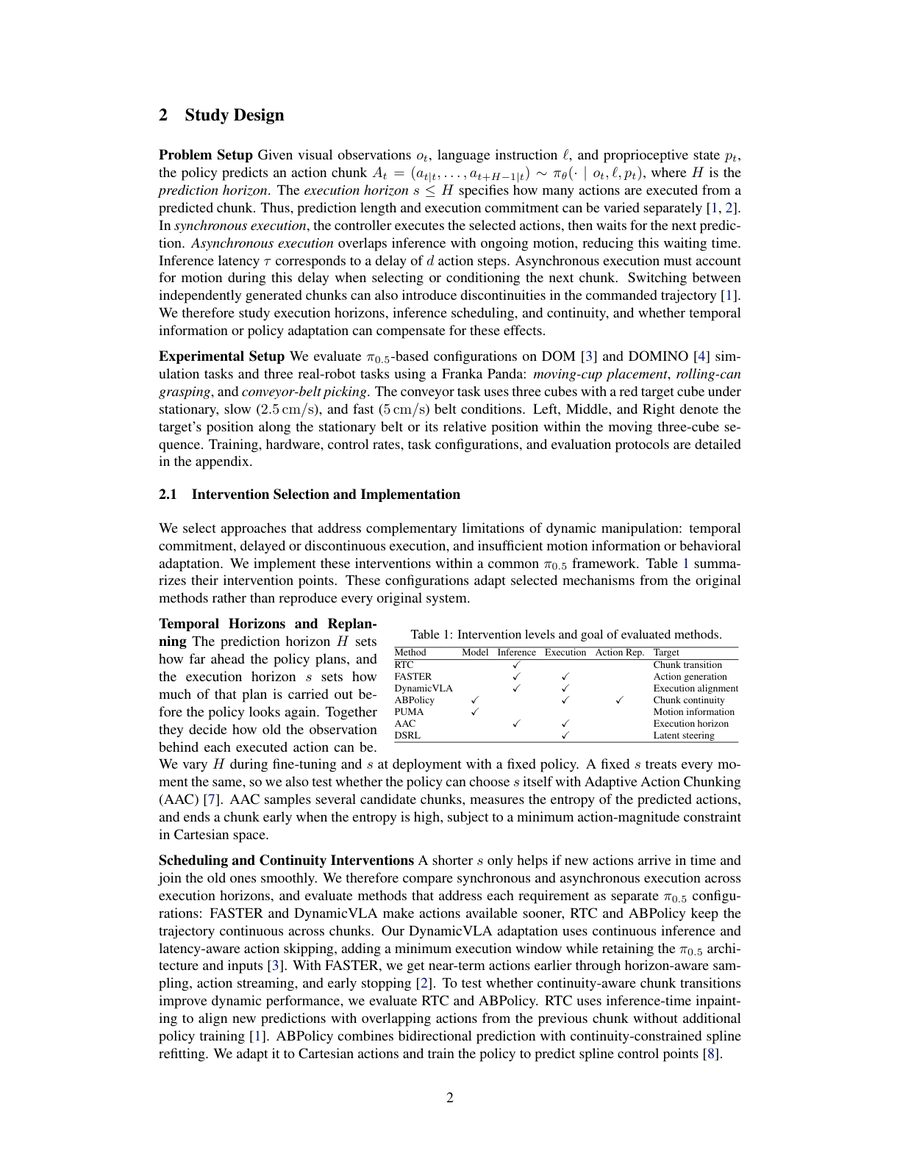 2 Study Design
Problem Setup Given visual observations oₜ, language instruction ℓ, and proprioceptive state pₜ,
the policy predicts an action chunk Aₜ = (aₜ|ₜ, . . . , aₜ₊H₋₁|ₜ) ∼ πθ(· | oₜ, ℓ, pₜ), where H is the
prediction horizon. The execution horizon s ≤ H specifies how many actions are executed from a
predicted chunk. Thus, prediction length and execution commitment can be varied separately [1, 2].
In synchronous execution, the controller executes the selected actions, then waits for the next predic-
tion. Asynchronous execution overlaps inference with ongoing motion, reducing this waiting time.
Inference latency τ corresponds to a delay of d action steps. Asynchronous execution must account
for motion during this delay when selecting or conditioning the next chunk. Switching between
independently generated chunks can also introduce discontinuities in the commanded trajectory [1].
We therefore study execution horizons, inference scheduling, and continuity, and whether temporal
information or policy adaptation can compensate for these effects.
Experimental Setup We evaluate π₀.₅-based configurations on DOM [3] and DOMINO [4] sim-
ulation tasks and three real-robot tasks using a Franka Panda: moving-cup placement, rolling-can
grasping, and conveyor-belt picking. The conveyor task uses three cubes with a red target cube under
stationary, slow (2.5 cm/s), and fast (5 cm/s) belt conditions. Left, Middle, and Right denote the
target's position along the stationary belt or its relative position within the moving three-cube se-
quence. Training, hardware, control rates, task configurations, and evaluation protocols are detailed
in the appendix.
2.1 Intervention Selection and Implementation
We select approaches that address complementary limitations of dynamic manipulation: temporal
commitment, delayed or discontinuous execution, and insufficient motion information or behavioral
adaptation. We implement these interventions within a common π₀.₅ framework. Table 1 summa-
rizes their intervention points. These configurations adapt selected mechanisms from the original
methods rather than reproduce every original system.
Temporal Horizons and Replan-
ning The prediction horizon H sets
how far ahead the policy plans, and
the execution horizon s sets how
much of that plan is carried out be-
fore the policy looks again. Together
they decide how old the observation
behind each executed action can be.
Table 1: Intervention levels and goal of evaluated methods.
Method Model Inference Execution Action Rep. Target
RTC ✓ Chunk transition
FASTER ✓ ✓ Action generation
DynamicVLA ✓ ✓ Execution alignment
ABPolicy ✓ ✓ ✓ Chunk continuity
PUMA ✓ Motion information
AAC ✓ ✓ Execution horizon
DSRL ✓ Latent steering
We vary H during fine-tuning and s at deployment with a fixed policy. A fixed s treats every mo-
ment the same, so we also test whether the policy can choose s itself with Adaptive Action Chunking
(AAC) [7]. AAC samples several candidate chunks, measures the entropy of the predicted actions,
and ends a chunk early when the entropy is high, subject to a minimum action-magnitude constraint
in Cartesian space.
Scheduling and Continuity Interventions A shorter s only helps if new actions arrive in time and
join the old ones smoothly. We therefore compare synchronous and asynchronous execution across
execution horizons, and evaluate methods that address each requirement as separate π₀.₅ configu-
rations: FASTER and DynamicVLA make actions available sooner, RTC and ABPolicy keep the
trajectory continuous across chunks. Our DynamicVLA adaptation uses continuous inference and
latency-aware action skipping, adding a minimum execution window while retaining the π₀.₅ archi-
tecture and inputs [3]. With FASTER, we get near-term actions earlier through horizon-aware sam-
pling, action streaming, and early stopping [2]. To test whether continuity-aware chunk transitions
improve dynamic performance, we evaluate RTC and ABPolicy. RTC uses inference-time inpaint-
ing to align new predictions with overlapping actions from the previous chunk without additional
policy training [1]. ABPolicy combines bidirectional prediction with continuity-constrained spline
refitting. We adapt it to Cartesian actions and train the policy to predict spline control points [8].
2